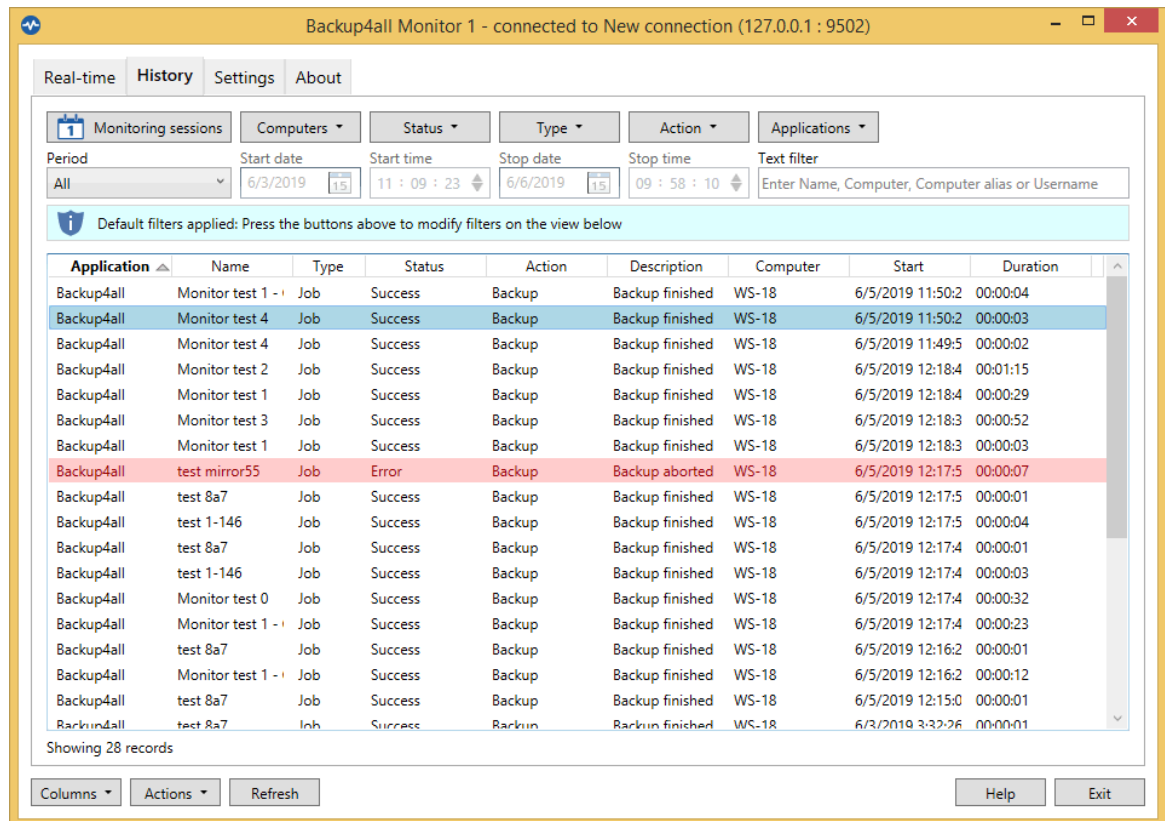 Backup4all Monitor 1 - connected to New connection (127.0.0.1 : 9502)
Real-time History Settings About
1 Monitoring sessions Computers Status Type Action Applications
Period Start date Start time Stop date Stop time Text filter
All 6/3/2019 15 11 : 09 : 23 6/6/2019 15 09 : 58 : 10 Enter Name, Computer, Computer alias or Username
Default filters applied: Press the buttons above to modify filters on the view below
Application Name Type Status Action Description Computer Start Duration
Backup4all Monitor test 1 - Job Success Backup Backup finished WS-18 6/5/2019 11:50:2 00:00:04
Backup4all Monitor test 4 Job Success Backup Backup finished WS-18 6/5/2019 11:50:2 00:00:03
Backup4all Monitor test 4 Job Success Backup Backup finished WS-18 6/5/2019 11:49:5 00:00:02
Backup4all Monitor test 2 Job Success Backup Backup finished WS-18 6/5/2019 12:18:4 00:01:15
Backup4all Monitor test 1 Job Success Backup Backup finished WS-18 6/5/2019 12:18:4 00:00:29
Backup4all Monitor test 3 Job Success Backup Backup finished WS-18 6/5/2019 12:18:3 00:00:52
Backup4all Monitor test 1 Job Success Backup Backup finished WS-18 6/5/2019 12:18:3 00:00:03
Backup4all test mirror55 Job Error Backup Backup aborted WS-18 6/5/2019 12:17:5 00:00:07
Backup4all test 8a7 Job Success Backup Backup finished WS-18 6/5/2019 12:17:5 00:00:01
Backup4all test 1-146 Job Success Backup Backup finished WS-18 6/5/2019 12:17:5 00:00:04
Backup4all test 8a7 Job Success Backup Backup finished WS-18 6/5/2019 12:17:4 00:00:01
Backup4all test 1-146 Job Success Backup Backup finished WS-18 6/5/2019 12:17:4 00:00:03
Backup4all Monitor test 0 Job Success Backup Backup finished WS-18 6/5/2019 12:17:4 00:00:32
Backup4all Monitor test 1 - Job Success Backup Backup finished WS-18 6/5/2019 12:17:4 00:00:23
Backup4all test 8a7 Job Success Backup Backup finished WS-18 6/5/2019 12:16:2 00:00:01
Backup4all Monitor test 1 - Job Success Backup Backup finished WS-18 6/5/2019 12:16:2 00:00:12
Backup4all test 8a7 Job Success Backup Backup finished WS-18 6/5/2019 12:15:0 00:00:01
Backup4all test 8a7 Job Success Backup Backup finished WS-18 6/3/2019 3:32:26 00:00:01
Showing 28 records
Columns Actions Refresh Help Exit